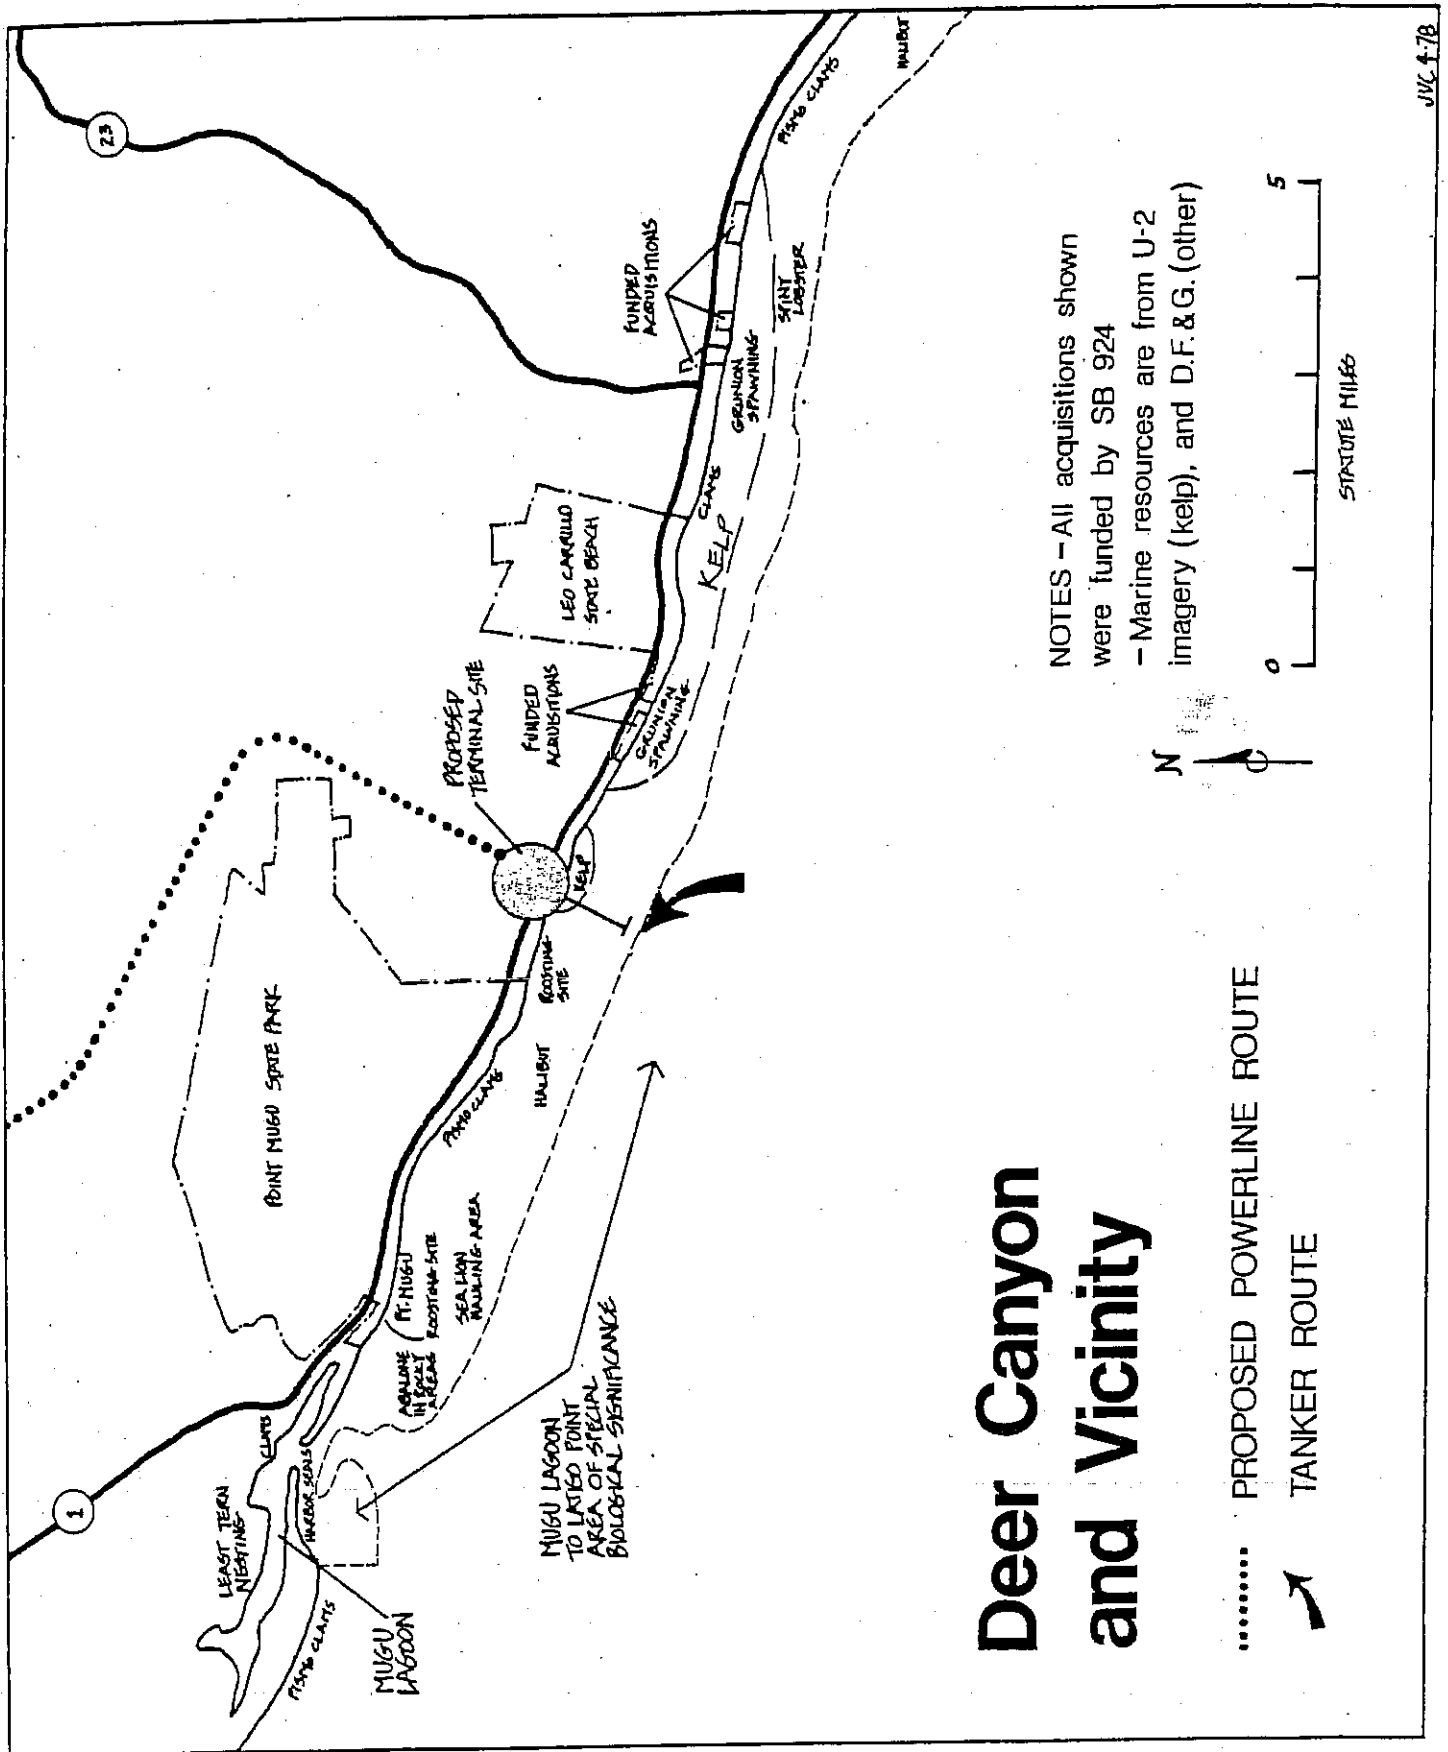 1
23
LEAST TERN
NESTING
CLAMS
HARBOR SEALS
PISMO CLAMS
MUGU
LAGOON
POINT MUGU STATE PARK
PT. MUGU
ROOSTING SITE
ABALONE
IN ROCKY
AREAS
SEA LION
HAULING AREA
MUGU LAGOON
TO LATIGO POINT
AREA OF SPECIAL
BIOLOGICAL SIGNIFICANCE
PISMO CLAMS
HALIBUT
ROOSTING
SITE
KELP
PROPOSED
TERMINAL SITE
FUNDED
ACQUISITIONS
GRUNION
SPAWNING
LEO CARRILLO
STATE BEACH
KELP
CLAMS
FUNDED
ACQUISITIONS
GRUNION
SPAWNING
SPINY
LOBSTER
PISMO CLAMS
HALIBUT
Deer Canyon
and Vicinity
PROPOSED POWERLINE ROUTE
TANKER ROUTE
NOTES – All acquisitions shown
were funded by SB 924
– Marine resources are from U-2
imagery (kelp), and D.F. & G. (other)
N
0 5
STATUTE MILES
JVC 4-78